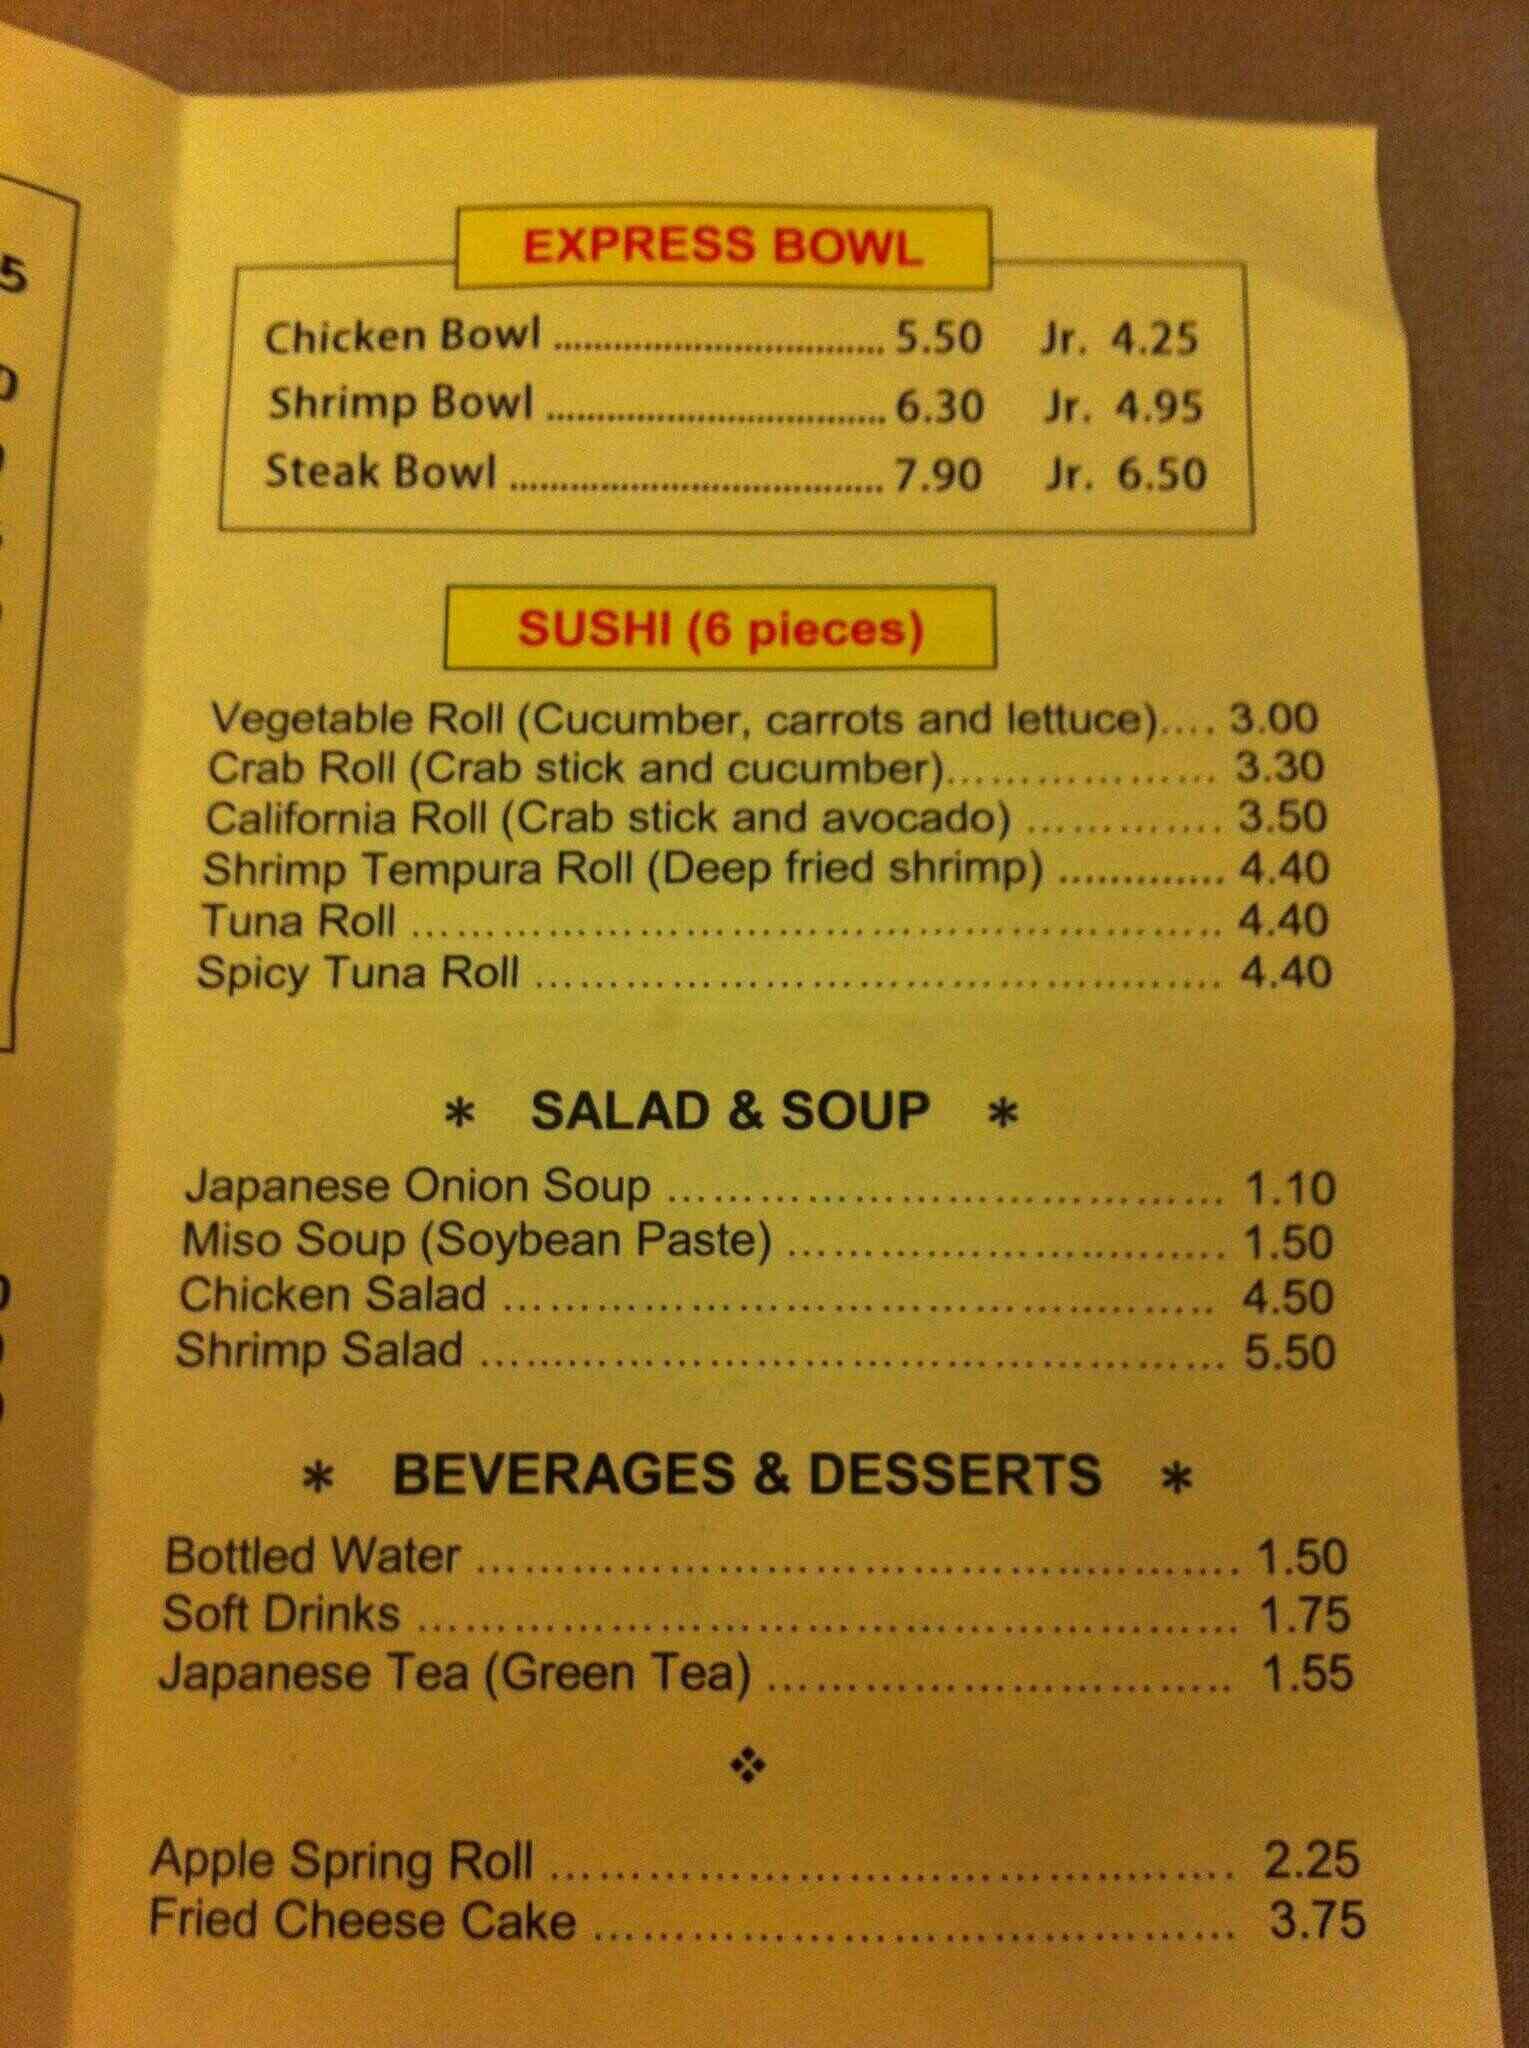 EXPRESS BOWL
Chicken Bowl ................................. 5.50 Jr. 4.25
Shrimp Bowl .................................. 6.30 Jr. 4.95
Steak Bowl ..................................... 7.90 Jr. 6.50
SUSHI (6 pieces)
Vegetable Roll (Cucumber, carrots and lettuce).... 3.00
Crab Roll (Crab stick and cucumber).................. 3.30
California Roll (Crab stick and avocado) ............. 3.50
Shrimp Tempura Roll (Deep fried shrimp) ............. 4.40
Tuna Roll ...................................................... 4.40
Spicy Tuna Roll .............................................. 4.40
* SALAD & SOUP *
Japanese Onion Soup .................................... 1.10
Miso Soup (Soybean Paste) ............................. 1.50
Chicken Salad ............................................... 4.50
Shrimp Salad ................................................ 5.50
* BEVERAGES & DESSERTS *
Bottled Water ............................................... 1.50
Soft Drinks ................................................... 1.75
Japanese Tea (Green Tea) ............................. 1.55
❖
Apple Spring Roll .......................................... 2.25
Fried Cheese Cake ....................................... 3.75